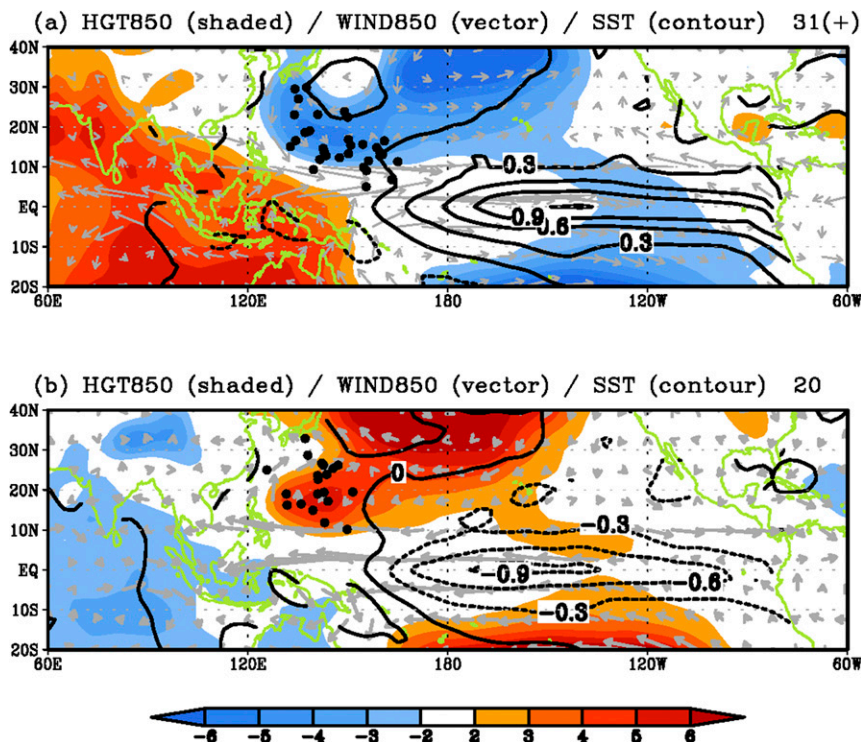 (a) HGT850 (shaded) / WIND850 (vector) / SST (contour) 31(+)
40N
30N
20N
10N
0.3
EQ
0.9
0.6
10S
0.3
20S
60E 120E 180 120W 60W
(b) HGT850 (shaded) / WIND850 (vector) / SST (contour) 20
40N
30N
0
20N
10N
-0.3
EQ
-0.9
-0.6
10S
-0.3
20S
60E 120E 180 120W 60W
-6 -5 -4 -2 2 3 4 5 6